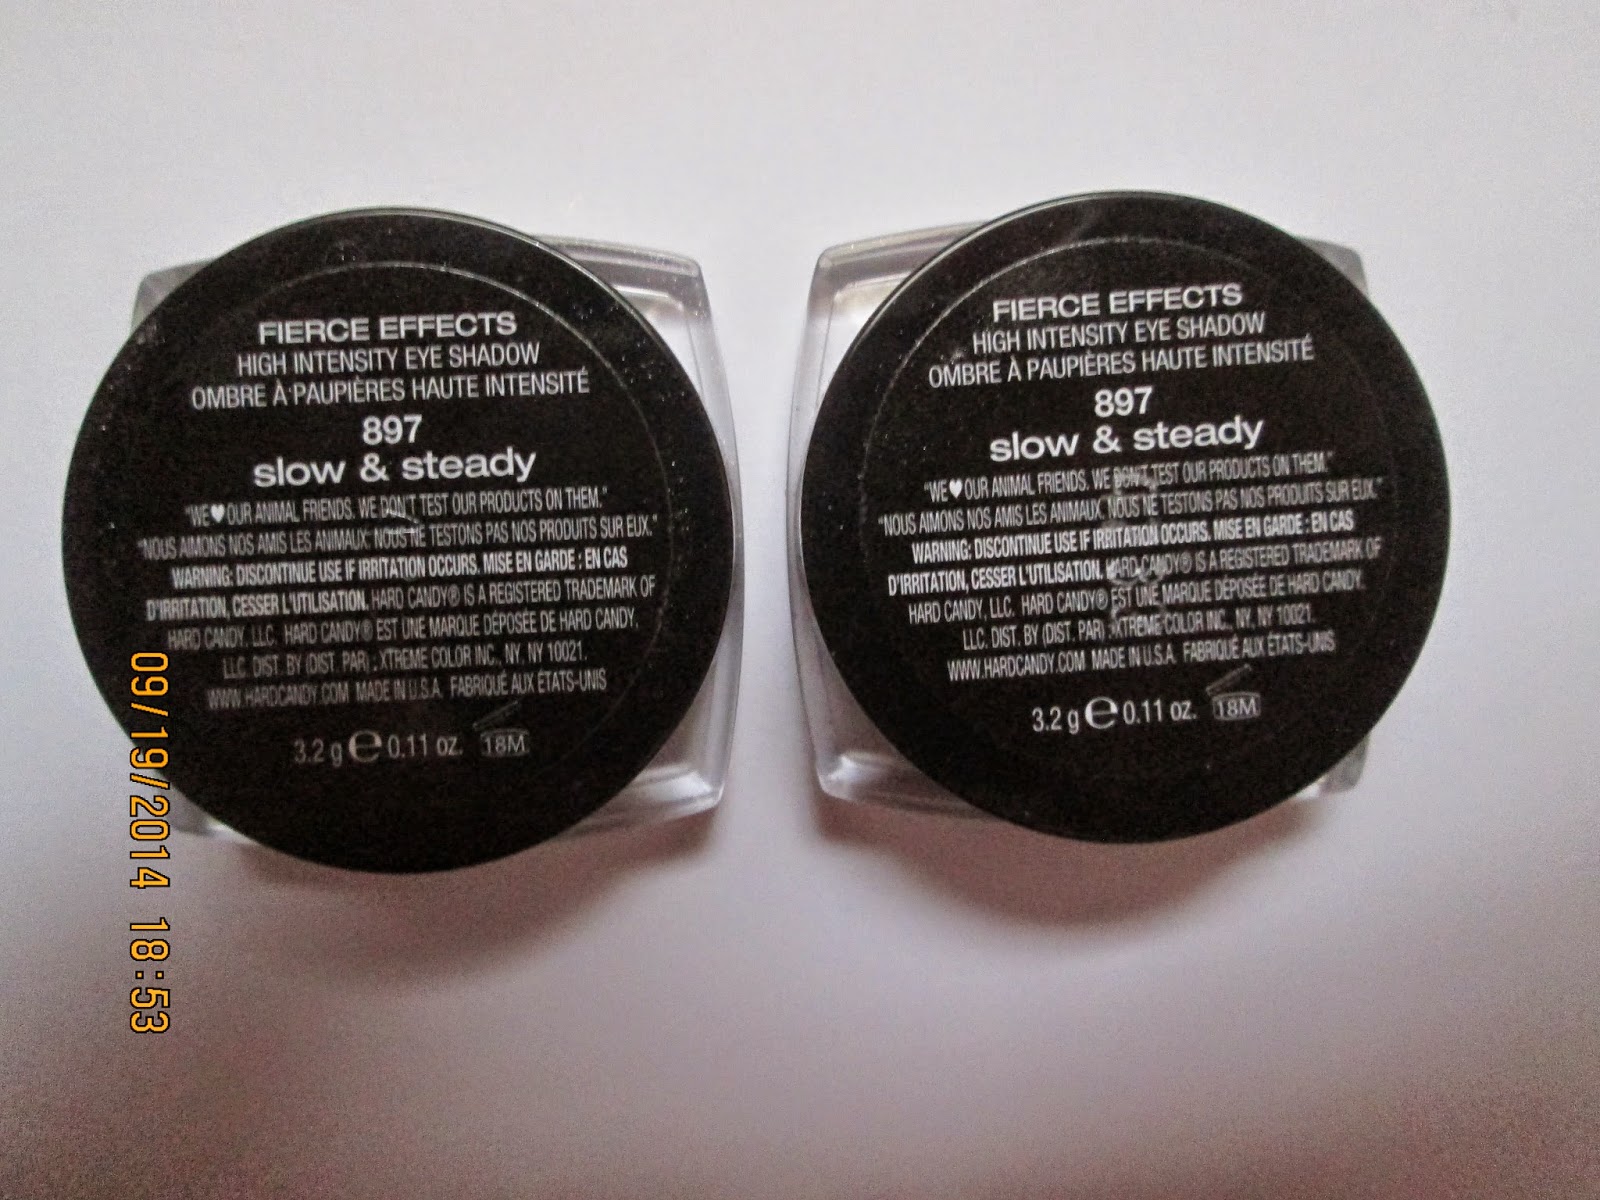 FIERCE EFFECTS
HIGH INTENSITY EYE SHADOW
OMBRE À PAUPIÈRES HAUTE INTENSITÉ
897
slow & steady
"WE♥OUR ANIMAL FRIENDS. WE DON'T TEST OUR PRODUCTS ON THEM."
"NOUS AIMONS NOS AMIS LES ANIMAUX. NOUS NE TESTONS PAS NOS PRODUITS SUR EUX."
WARNING: DISCONTINUE USE IF IRRITATION OCCURS. MISE EN GARDE : EN CAS
D'IRRITATION, CESSER L'UTILISATION. HARD CANDY® IS A REGISTERED TRADEMARK OF
HARD CANDY, LLC. HARD CANDY® EST UNE MARQUE DÉPOSÉE DE HARD CANDY,
LLC. DIST. BY (DIST. PAR) : XTREME COLOR INC., NY, NY 10021.
WWW.HARDCANDY.COM MADE IN U.S.A. FABRIQUÉ AUX ÉTATS-UNIS
3.2 g ℮ 0.11 oz. 18M
FIERCE EFFECTS
HIGH INTENSITY EYE SHADOW
OMBRE À PAUPIÈRES HAUTE INTENSITÉ
897
slow & steady
"WE♥OUR ANIMAL FRIENDS. WE DON'T TEST OUR PRODUCTS ON THEM."
"NOUS AIMONS NOS AMIS LES ANIMAUX. NOUS NE TESTONS PAS NOS PRODUITS SUR EUX."
WARNING: DISCONTINUE USE IF IRRITATION OCCURS. MISE EN GARDE : EN CAS
D'IRRITATION, CESSER L'UTILISATION. HARD CANDY® IS A REGISTERED TRADEMARK OF
HARD CANDY, LLC. HARD CANDY® EST UNE MARQUE DÉPOSÉE DE HARD CANDY,
LLC. DIST. BY (DIST. PAR) : XTREME COLOR INC., NY, NY 10021.
WWW.HARDCANDY.COM MADE IN U.S.A. FABRIQUÉ AUX ÉTATS-UNIS
3.2 g ℮ 0.11 oz. 18M
09/19/2014 18:53